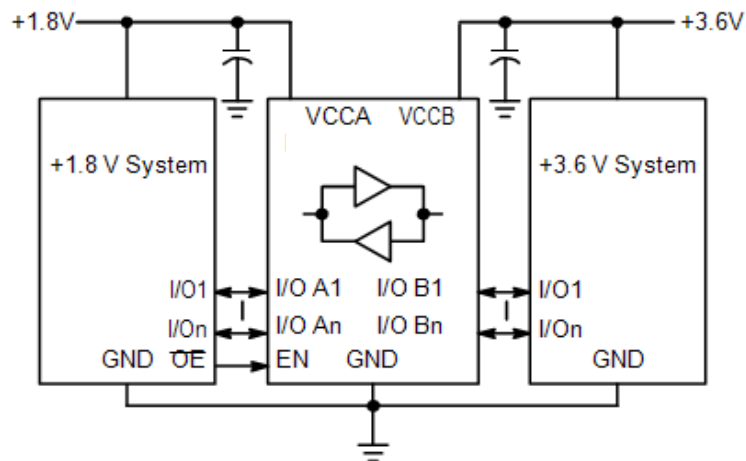 +1.8V +3.6V
VCCA VCCB
+1.8 V System +3.6 V System
I/O1 I/O A1 I/O B1 I/O1
I/On I/O An I/O Bn I/On
GND O̅E̅ EN GND GND